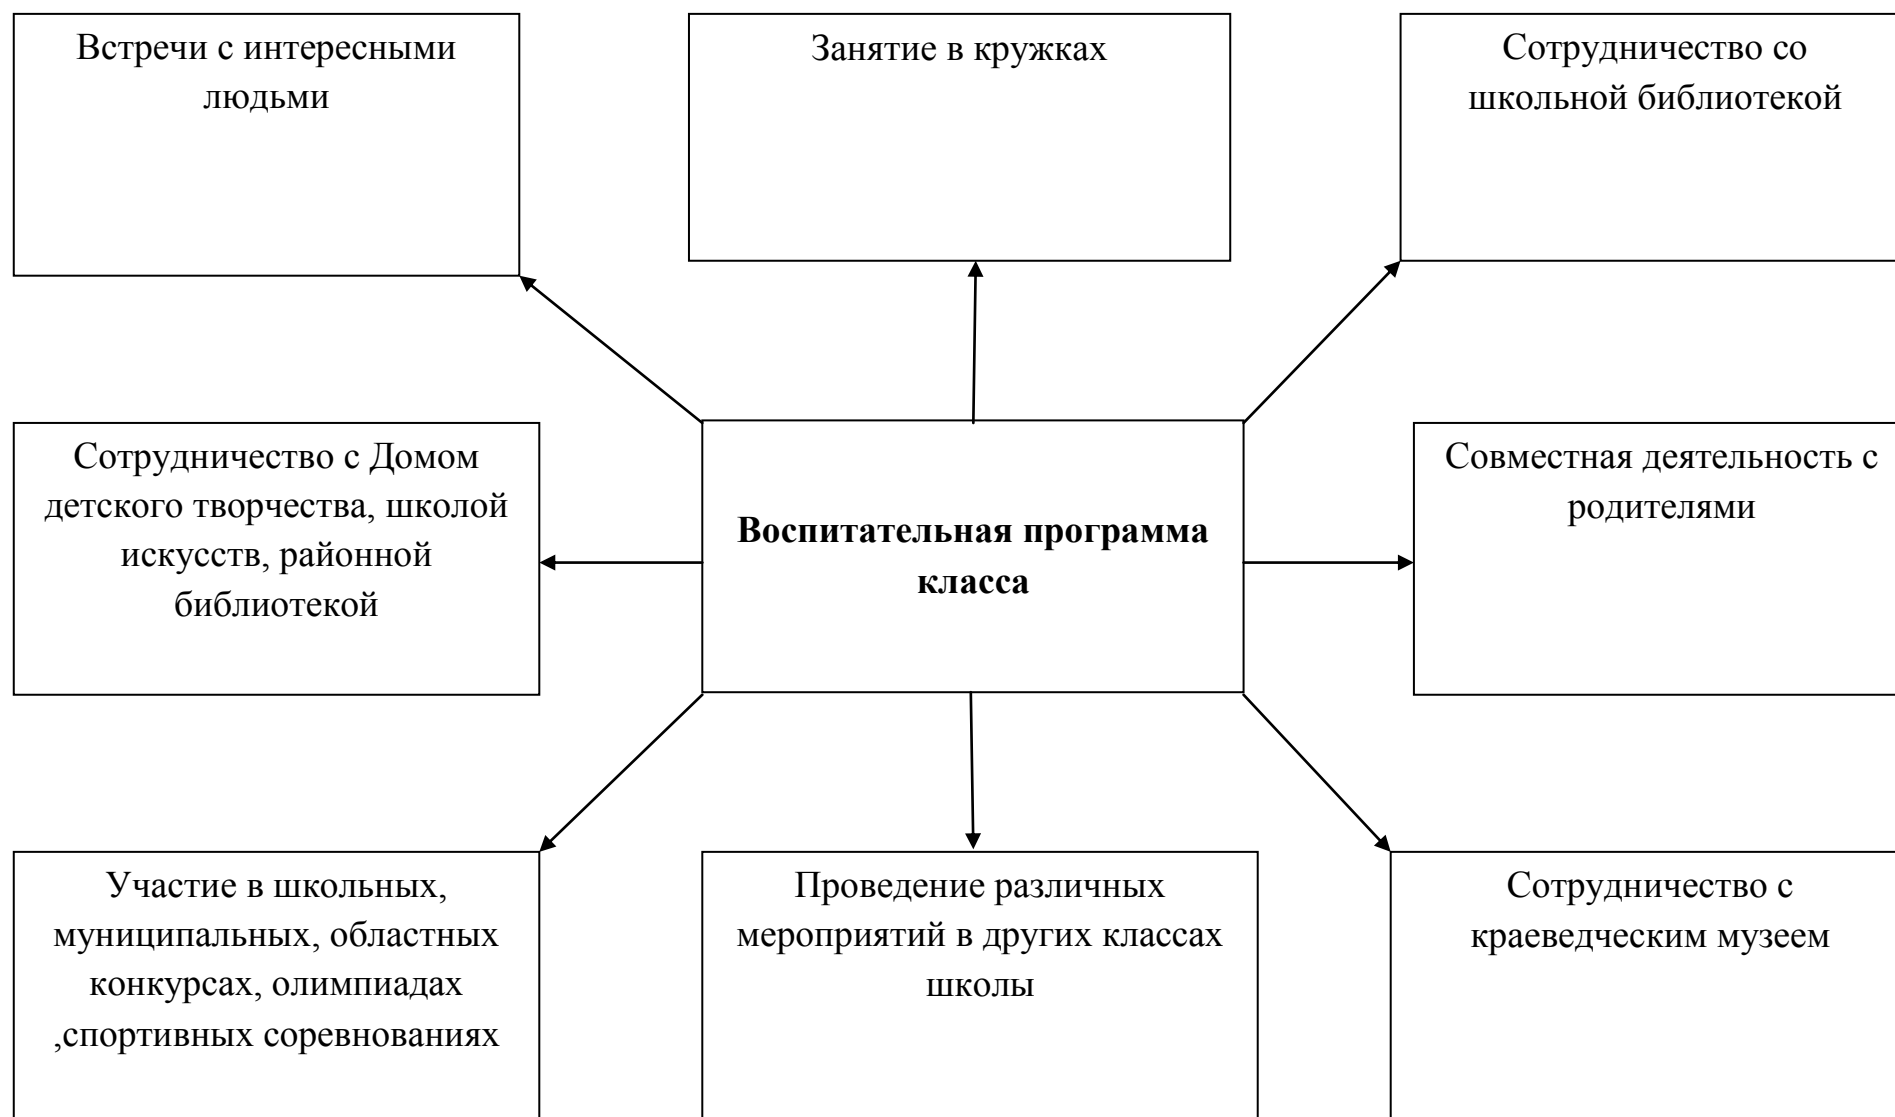 Встречи с интересными
людьми
Занятие в кружках
Сотрудничество со
школьной библиотекой
Сотрудничество с Домом
детского творчества, школой
искусств, районной
библиотекой
Воспитательная программа
класса
Совместная деятельность с
родителями
Участие в школьных,
муниципальных, областных
конкурсах, олимпиадах
,спортивных соревнованиях
Проведение различных
мероприятий в других классах
школы
Сотрудничество с
краеведческим музеем